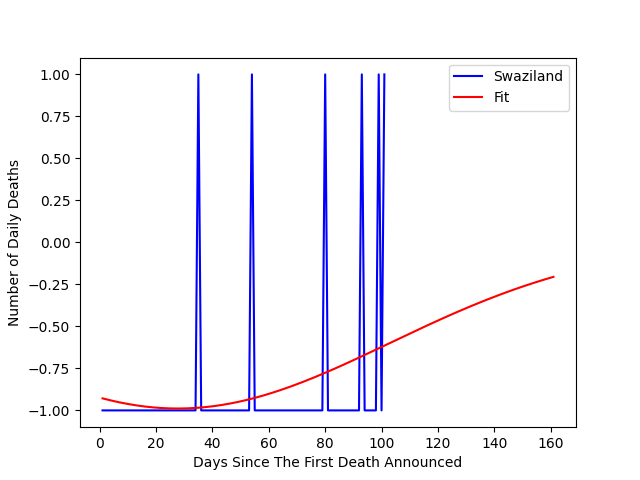 Swaziland
Fit
1.00
0.75
0.50
0.25
0.00
−0.25
−0.50
−0.75
−1.00
Number of Daily Deaths
0 20 40 60 80 100 120 140 160
Days Since The First Death Announced